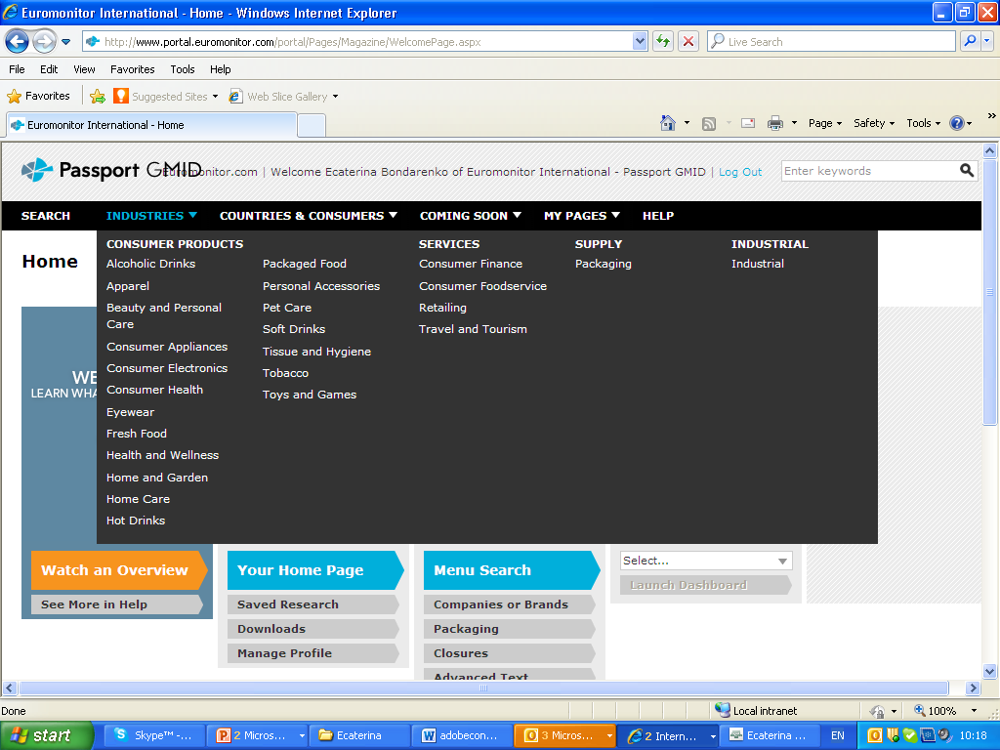 Euromonitor International - Home - Windows Internet Explorer
http://www.portal.euromonitor.com/portal/Pages/Magazine/WelcomePage.aspx
Live Search
File Edit View Favorites Tools Help
Favorites Suggested Sites Web Slice Gallery
Euromonitor International - Home
Page Safety Tools »
Passport GMID
Euromonitor.com | Welcome Ecaterina Bondarenko of Euromonitor International - Passport GMID | Log Out
Enter keywords
SEARCH INDUSTRIES COUNTRIES & CONSUMERS COMING SOON MY PAGES HELP
Home
CONSUMER PRODUCTS
Alcoholic Drinks
Apparel
Beauty and Personal
Care
Consumer Appliances
Consumer Electronics
Consumer Health
Eyewear
Fresh Food
Health and Wellness
Home and Garden
Home Care
Hot Drinks
Packaged Food
Personal Accessories
Pet Care
Soft Drinks
Tissue and Hygiene
Tobacco
Toys and Games
SERVICES
Consumer Finance
Consumer Foodservice
Retailing
Travel and Tourism
SUPPLY
Packaging
INDUSTRIAL
Industrial
WE
LEARN WHA
Watch an Overview
See More in Help
Your Home Page
Saved Research
Downloads
Manage Profile
Menu Search
Companies or Brands
Packaging
Closures
Advanced Text
Select...
Launch Dashboard
Done
Local intranet
100%
start Skype™ -... 2 Micros... Ecaterina adobecon... 3 Micros... 2 Intern... Ecaterina ... EN 10:18